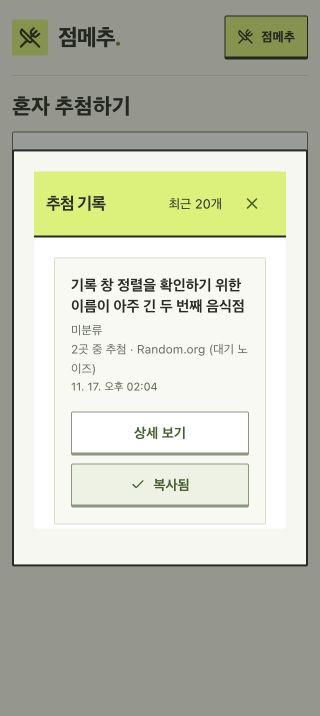 점메추.
점메추
혼자 추첨하기
추첨 기록
최근 20개
기록 창 정렬을 확인하기 위한
이름이 아주 긴 두 번째 음식점
미분류
2곳 중 추첨 · Random.org (대기 노
이즈)
11. 17. 오후 02:04
상세 보기
복사됨